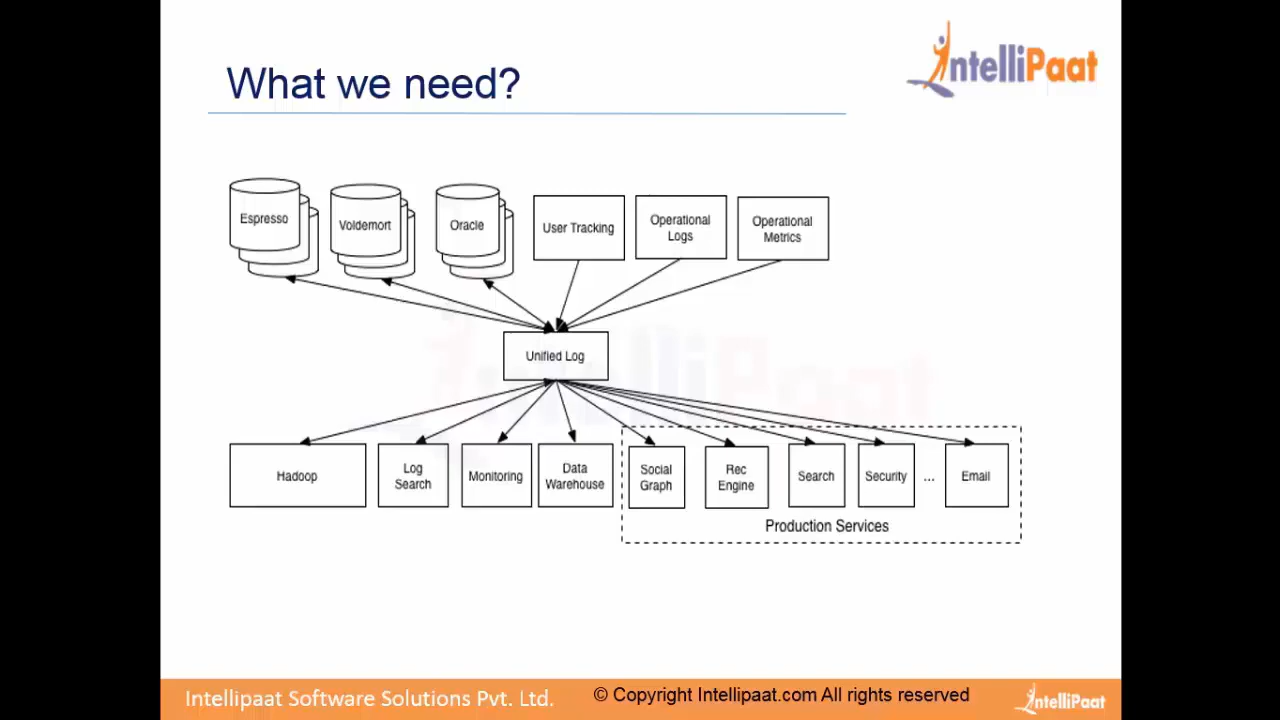 IntelliPaat
What we need?
Espresso
Voldemort
Oracle
User Tracking
Operational
Logs
Operational
Metrics
Unified Log
IntelliPaat
Hadoop
Log
Search
Monitoring
Data
Warehouse
Social
Graph
Rec
Engine
Search
Security
...
Email
Production Services
Intellipaat Software Solutions Pvt. Ltd.
© Copyright Intellipaat.com All rights reserved
IntelliPaat